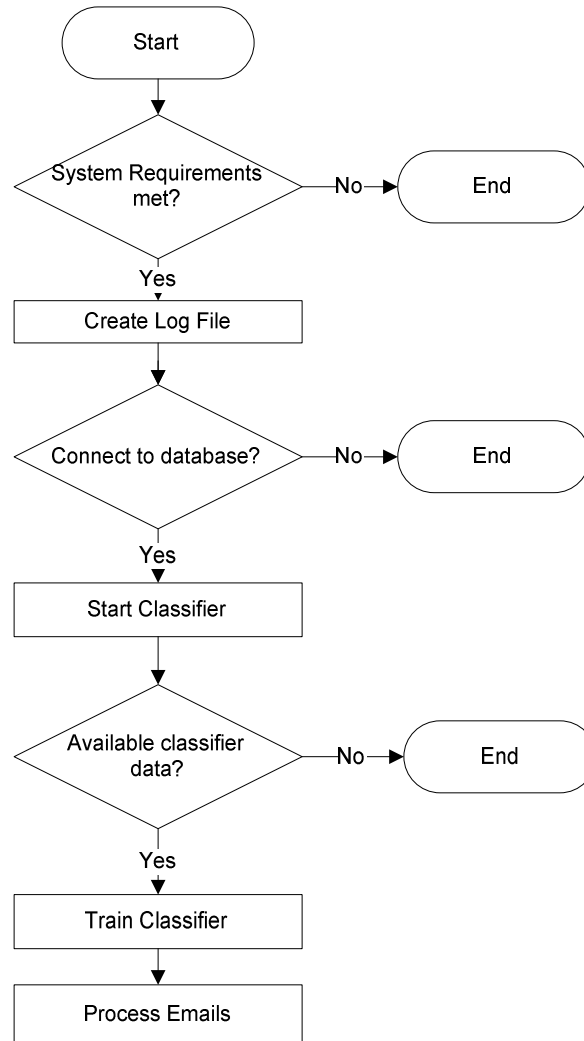 Start
System Requirements
met?
No
End
Yes
Create Log File
Connect to database?
No
End
Yes
Start Classifier
Available classifier
data?
No
End
Yes
Train Classifier
Process Emails